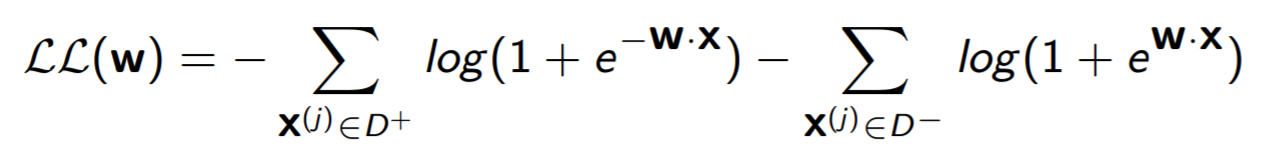 ℒℒ(𝐰) = − ∑_{𝐱^{(j)}∈D^+} log(1 + e^{−𝐰·𝐱}) − ∑_{𝐱^{(j)}∈D^−} log(1 + e^{𝐰·𝐱})